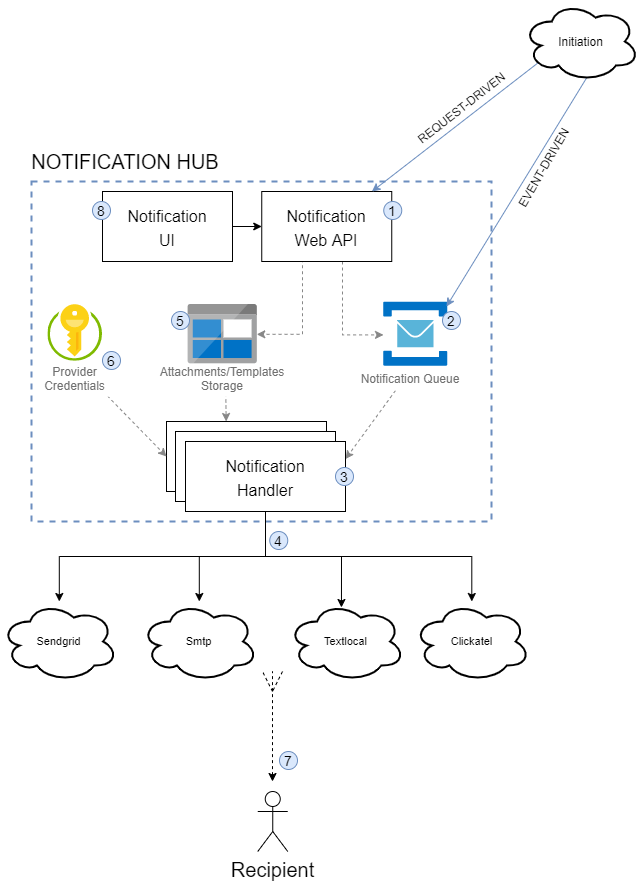 Initiation
REQUEST-DRIVEN
EVENT-DRIVEN
NOTIFICATION HUB
8
Notification
UI
1
Notification
Web API
5
Attachments/Templates
Storage
2
Notification Queue
6
Provider
Credentials
3
Notification
Handler
4
Sendgrid
Smtp
Textlocal
Clickatel
7
Recipient